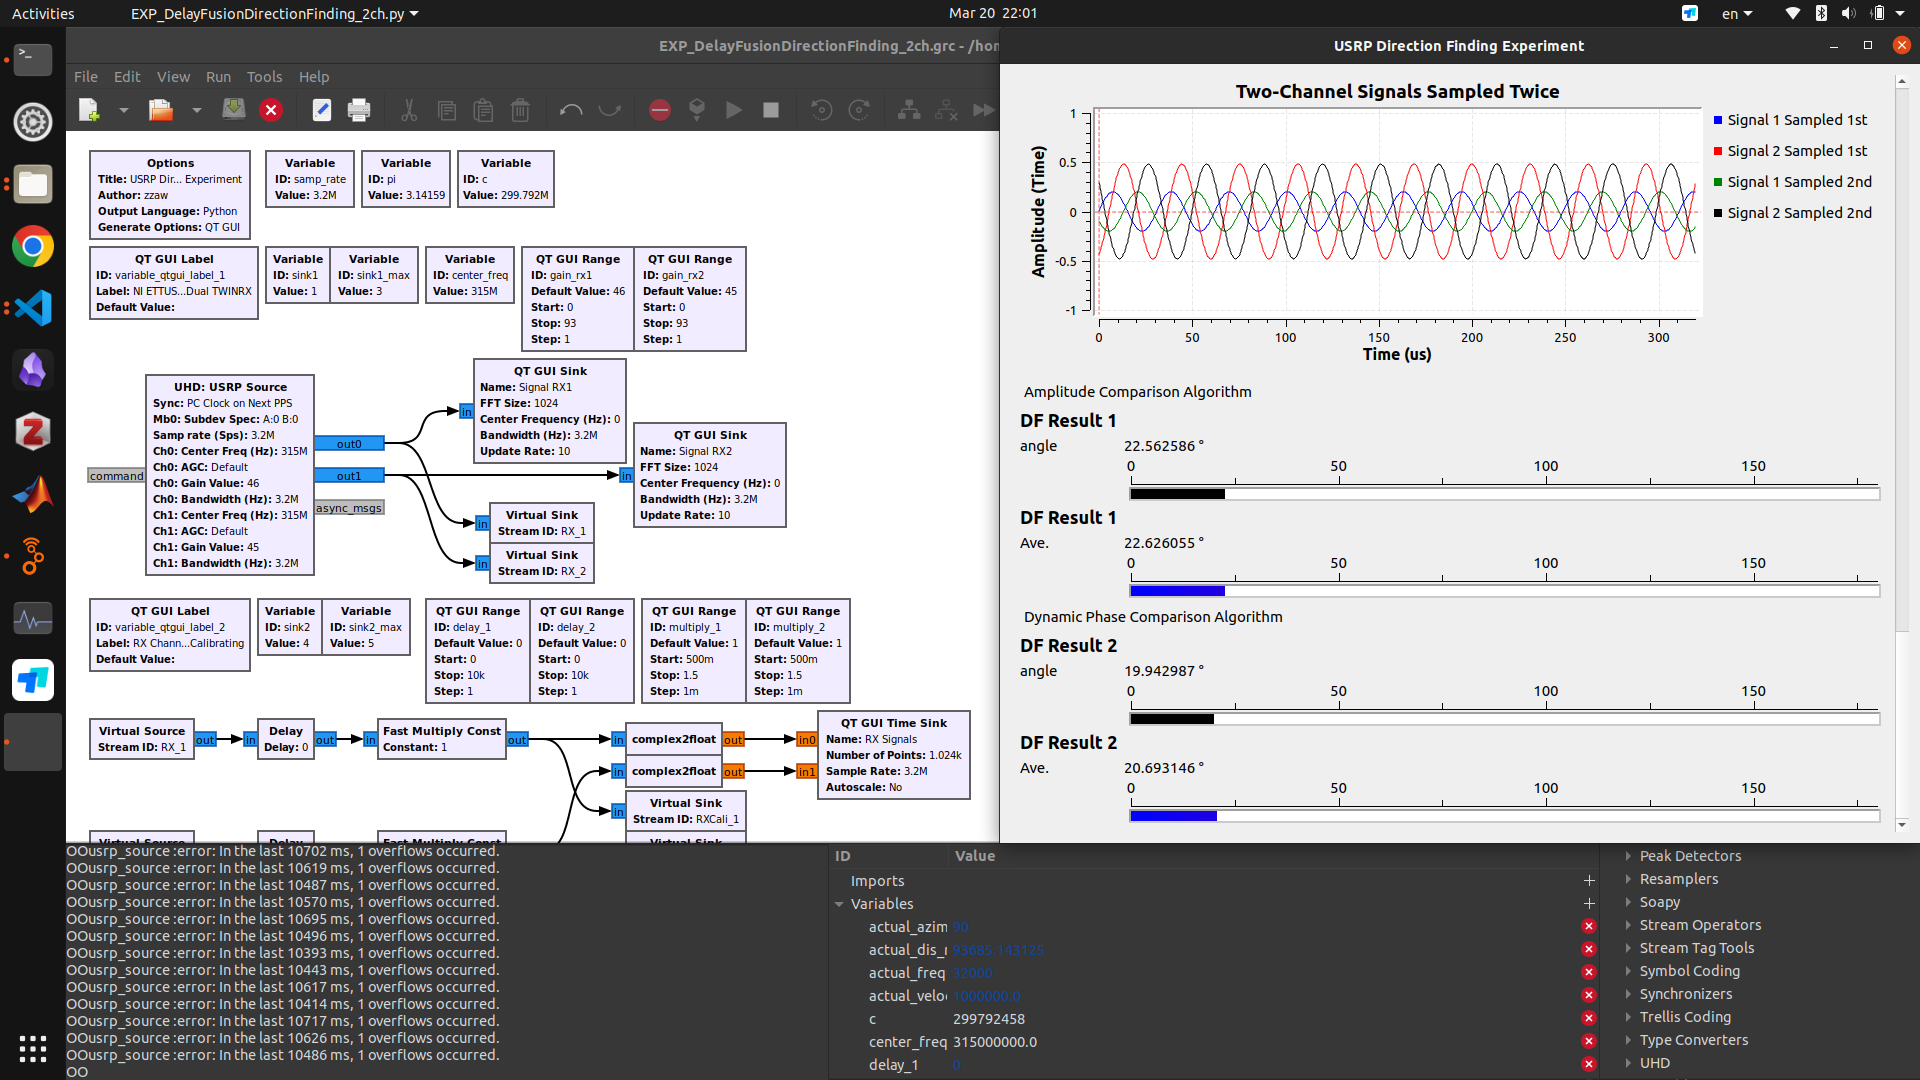 Activities
EXP_DelayFusionDirectionFinding_2ch.py
Mar 20 22:01
en
EXP_DelayFusionDirectionFinding_2ch.grc - /hom
File Edit View Run Tools Help
Options
Title: USRP Dir... Experiment
Author: zzaw
Output Language: Python
Generate Options: QT GUI
Variable
ID: samp_rate
Value: 3.2M
Variable
ID: pi
Value: 3.14159
Variable
ID: c
Value: 299.792M
QT GUI Label
ID: variable_qtgui_label_1
Label: NI ETTUS...Dual TWINRX
Default Value:
Variable
ID: sink1
Value: 1
Variable
ID: sink1_max
Value: 3
Variable
ID: center_freq
Value: 315M
QT GUI Range
ID: gain_rx1
Default Value: 46
Start: 0
Stop: 93
Step: 1
QT GUI Range
ID: gain_rx2
Default Value: 45
Start: 0
Stop: 93
Step: 1
UHD: USRP Source
Sync: PC Clock on Next PPS
Mb0: Subdev Spec: A:0 B:0
Samp rate (Sps): 3.2M
Ch0: Center Freq (Hz): 315M
Ch0: AGC: Default
Ch0: Gain Value: 46
Ch0: Bandwidth (Hz): 3.2M
Ch1: Center Freq (Hz): 315M
Ch1: AGC: Default
Ch1: Gain Value: 45
Ch1: Bandwidth (Hz): 3.2M
command
out0
out1
async_msgs
in
QT GUI Sink
Name: Signal RX1
FFT Size: 1024
Center Frequency (Hz): 0
Bandwidth (Hz): 3.2M
Update Rate: 10
in
QT GUI Sink
Name: Signal RX2
FFT Size: 1024
Center Frequency (Hz): 0
Bandwidth (Hz): 3.2M
Update Rate: 10
in
Virtual Sink
Stream ID: RX_1
in
Virtual Sink
Stream ID: RX_2
QT GUI Label
ID: variable_qtgui_label_2
Label: RX Chann...Calibrating
Default Value:
Variable
ID: sink2
Value: 4
Variable
ID: sink2_max
Value: 5
QT GUI Range
ID: delay_1
Default Value: 0
Start: 0
Stop: 10k
Step: 1
QT GUI Range
ID: delay_2
Default Value: 0
Start: 0
Stop: 10k
Step: 1
QT GUI Range
ID: multiply_1
Default Value: 1
Start: 500m
Stop: 1.5
Step: 1m
QT GUI Range
ID: multiply_2
Default Value: 1
Start: 500m
Stop: 1.5
Step: 1m
Virtual Source
Stream ID: RX_1
out
in
Delay
Delay: 0
out
in
Fast Multiply Const
Constant: 1
out
in
complex2float
out
in
complex2float
out
in0
in1
QT GUI Time Sink
Name: RX Signals
Number of Points: 1.024k
Sample Rate: 3.2M
Autoscale: No
in
Virtual Sink
Stream ID: RXCali_1
Virtual Source
Delay
Fast Multiply Const
Virtual Sink
USRP Direction Finding Experiment
Two-Channel Signals Sampled Twice
Amplitude (Time)
1
0.5
0
-0.5
-1
0 50 100 150 200 250 300
Time (us)
Signal 1 Sampled 1st
Signal 2 Sampled 1st
Signal 1 Sampled 2nd
Signal 2 Sampled 2nd
Amplitude Comparison Algorithm
DF Result 1
angle 22.562586 °
0 50 100 150
DF Result 1
Ave. 22.626055 °
0 50 100 150
Dynamic Phase Comparison Algorithm
DF Result 2
angle 19.942987 °
0 50 100 150
DF Result 2
Ave. 20.693146 °
0 50 100 150
OOusrp_source :error: In the last 10702 ms, 1 overflows occurred.
OOusrp_source :error: In the last 10619 ms, 1 overflows occurred.
OOusrp_source :error: In the last 10487 ms, 1 overflows occurred.
OOusrp_source :error: In the last 10570 ms, 1 overflows occurred.
OOusrp_source :error: In the last 10695 ms, 1 overflows occurred.
OOusrp_source :error: In the last 10496 ms, 1 overflows occurred.
OOusrp_source :error: In the last 10393 ms, 1 overflows occurred.
OOusrp_source :error: In the last 10443 ms, 1 overflows occurred.
OOusrp_source :error: In the last 10617 ms, 1 overflows occurred.
OOusrp_source :error: In the last 10414 ms, 1 overflows occurred.
OOusrp_source :error: In the last 10717 ms, 1 overflows occurred.
OOusrp_source :error: In the last 10626 ms, 1 overflows occurred.
OOusrp_source :error: In the last 10486 ms, 1 overflows occurred.
OO
ID Value
Imports
Variables
actual_azim 90
actual_dis_r 93685.143125
actual_freq 32000
actual_velo 1000000.0
c 299792458
center_freq 315000000.0
delay_1 0
Peak Detectors
Resamplers
Soapy
Stream Operators
Stream Tag Tools
Symbol Coding
Synchronizers
Trellis Coding
Type Converters
UHD